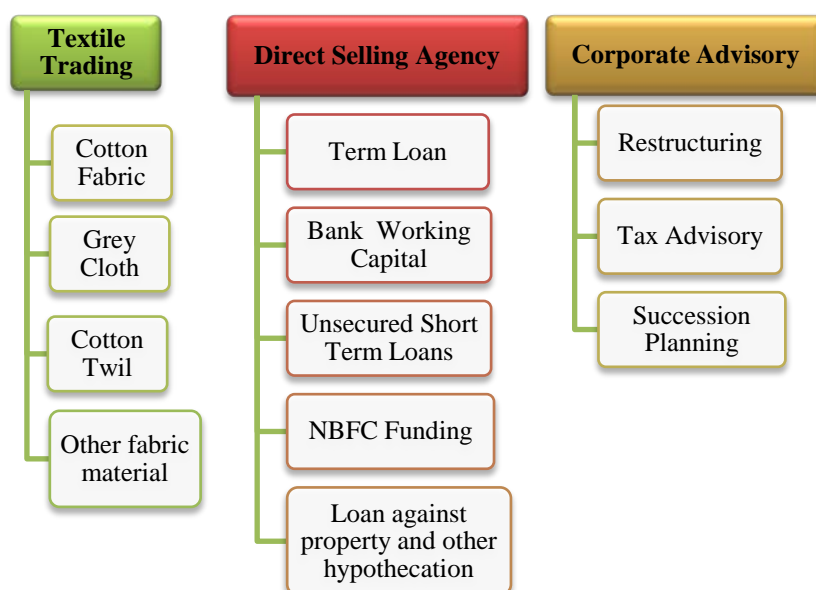 Textile
Trading
Cotton
Fabric
Grey
Cloth
Cotton
Twil
Other fabric
material
Direct Selling Agency
Term Loan
Bank Working
Capital
Unsecured Short
Term Loans
NBFC Funding
Loan against
property and other
hypothecation
Corporate Advisory
Restructuring
Tax Advisory
Succession
Planning